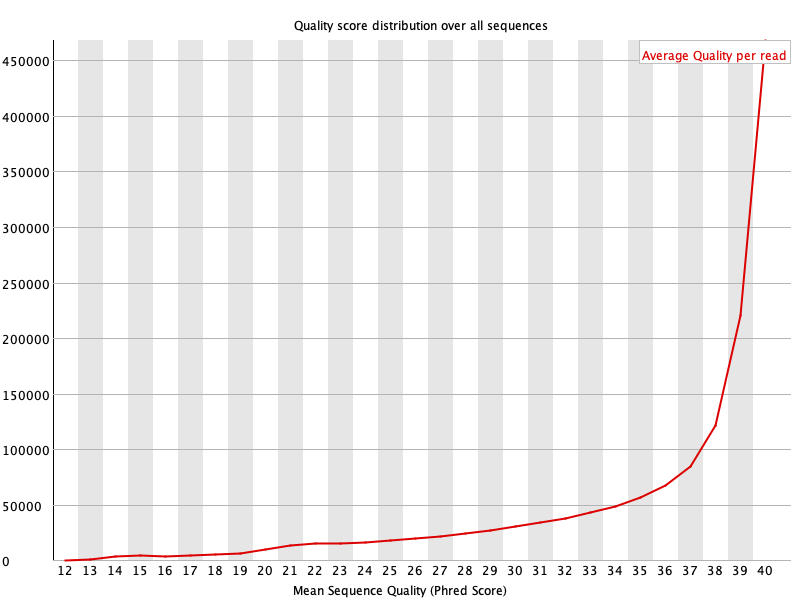 Quality score distribution over all sequences
Average Quality per read
450000
400000
350000
300000
250000
200000
150000
100000
50000
0
12 13 14 15 16 17 18 19 20 21 22 23 24 25 26 27 28 29 30 31 32 33 34 35 36 37 38 39 40
Mean Sequence Quality (Phred Score)